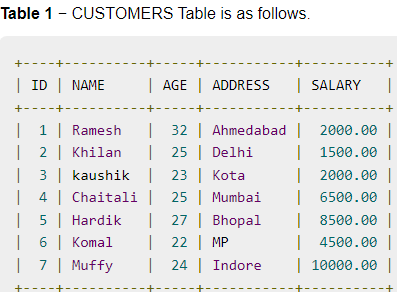 Table 1 − CUSTOMERS Table is as follows.
+----+----------+-----+-----------+----------+
| ID | NAME     | AGE | ADDRESS   | SALARY   |
+----+----------+-----+-----------+----------+
|  1 | Ramesh   |  32 | Ahmedabad |  2000.00 |
|  2 | Khilan   |  25 | Delhi     |  1500.00 |
|  3 | kaushik  |  23 | Kota      |  2000.00 |
|  4 | Chaitali |  25 | Mumbai    |  6500.00 |
|  5 | Hardik   |  27 | Bhopal    |  8500.00 |
|  6 | Komal    |  22 | MP        |  4500.00 |
|  7 | Muffy    |  24 | Indore    | 10000.00 |
+----+----------+-----+-----------+----------+